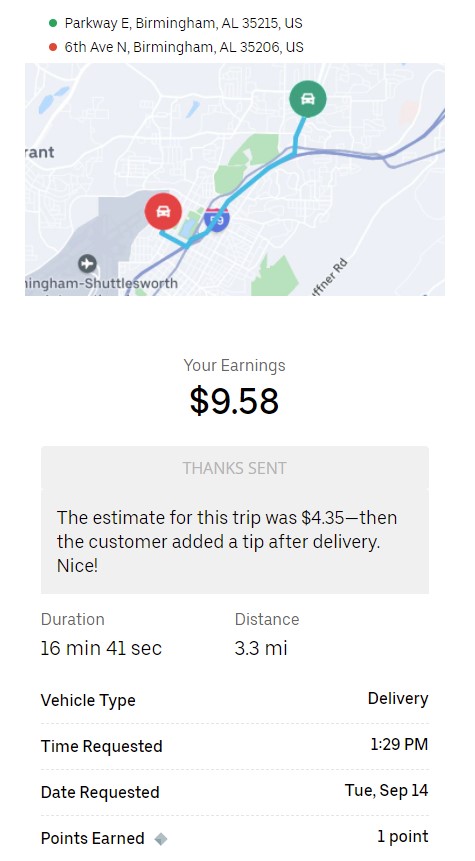 Parkway E, Birmingham, AL 35215, US
6th Ave N, Birmingham, AL 35206, US
rant
59
ingham-Shuttlesworth
ffner Rd
Your Earnings
$9.58
THANKS SENT
The estimate for this trip was $4.35—then
the customer added a tip after delivery.
Nice!
Duration Distance
16 min 41 sec 3.3 mi
Vehicle Type Delivery
Time Requested 1:29 PM
Date Requested Tue, Sep 14
Points Earned 1 point